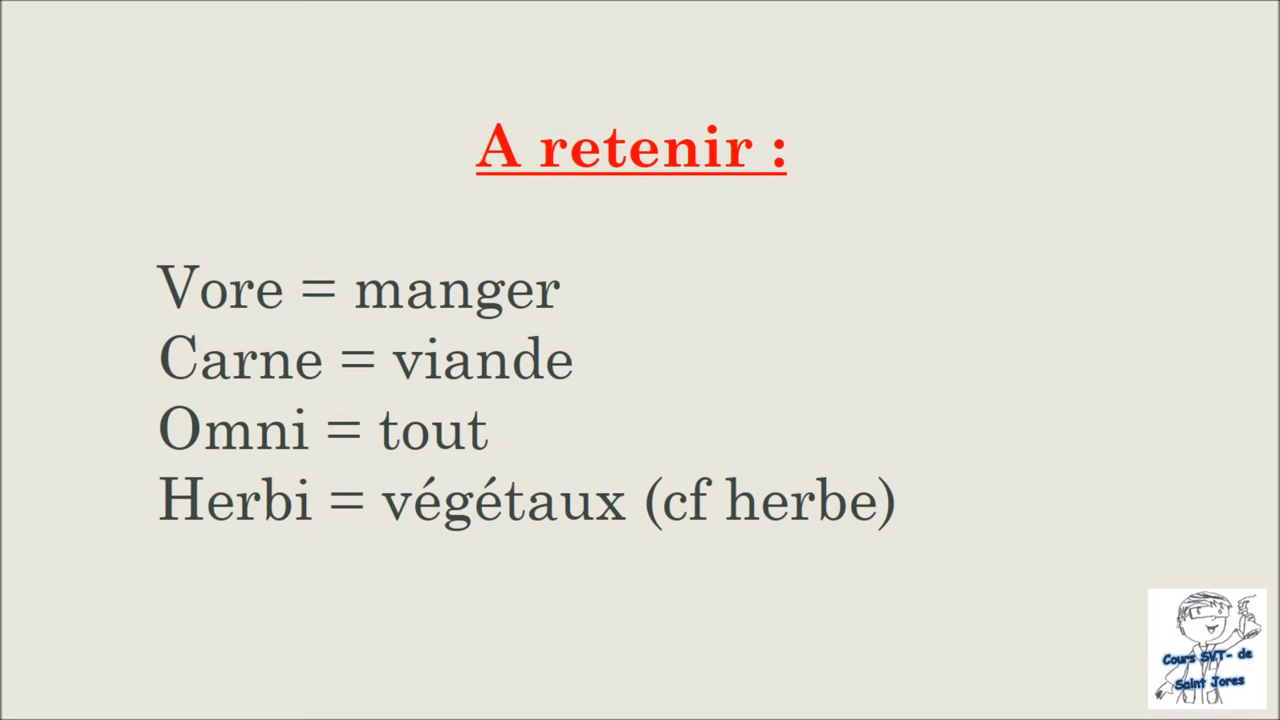 A retenir :
Vore = manger
Carne = viande
Omni = tout
Herbi = végétaux (cf herbe)
Cours SVT- de
Saint Jores